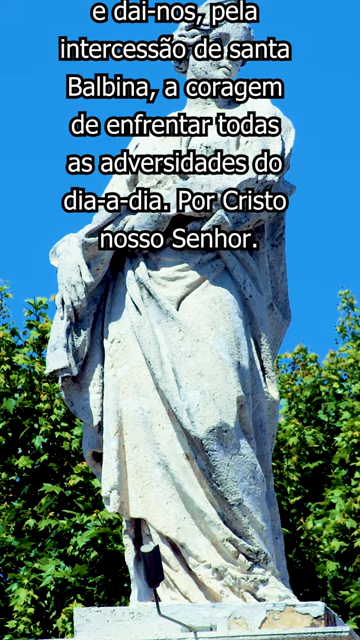 e dai-nos, pela
intercessão de santa
Balbina, a coragem
de enfrentar todas
as adversidades do
dia-a-dia. Por Cristo
nosso Senhor.